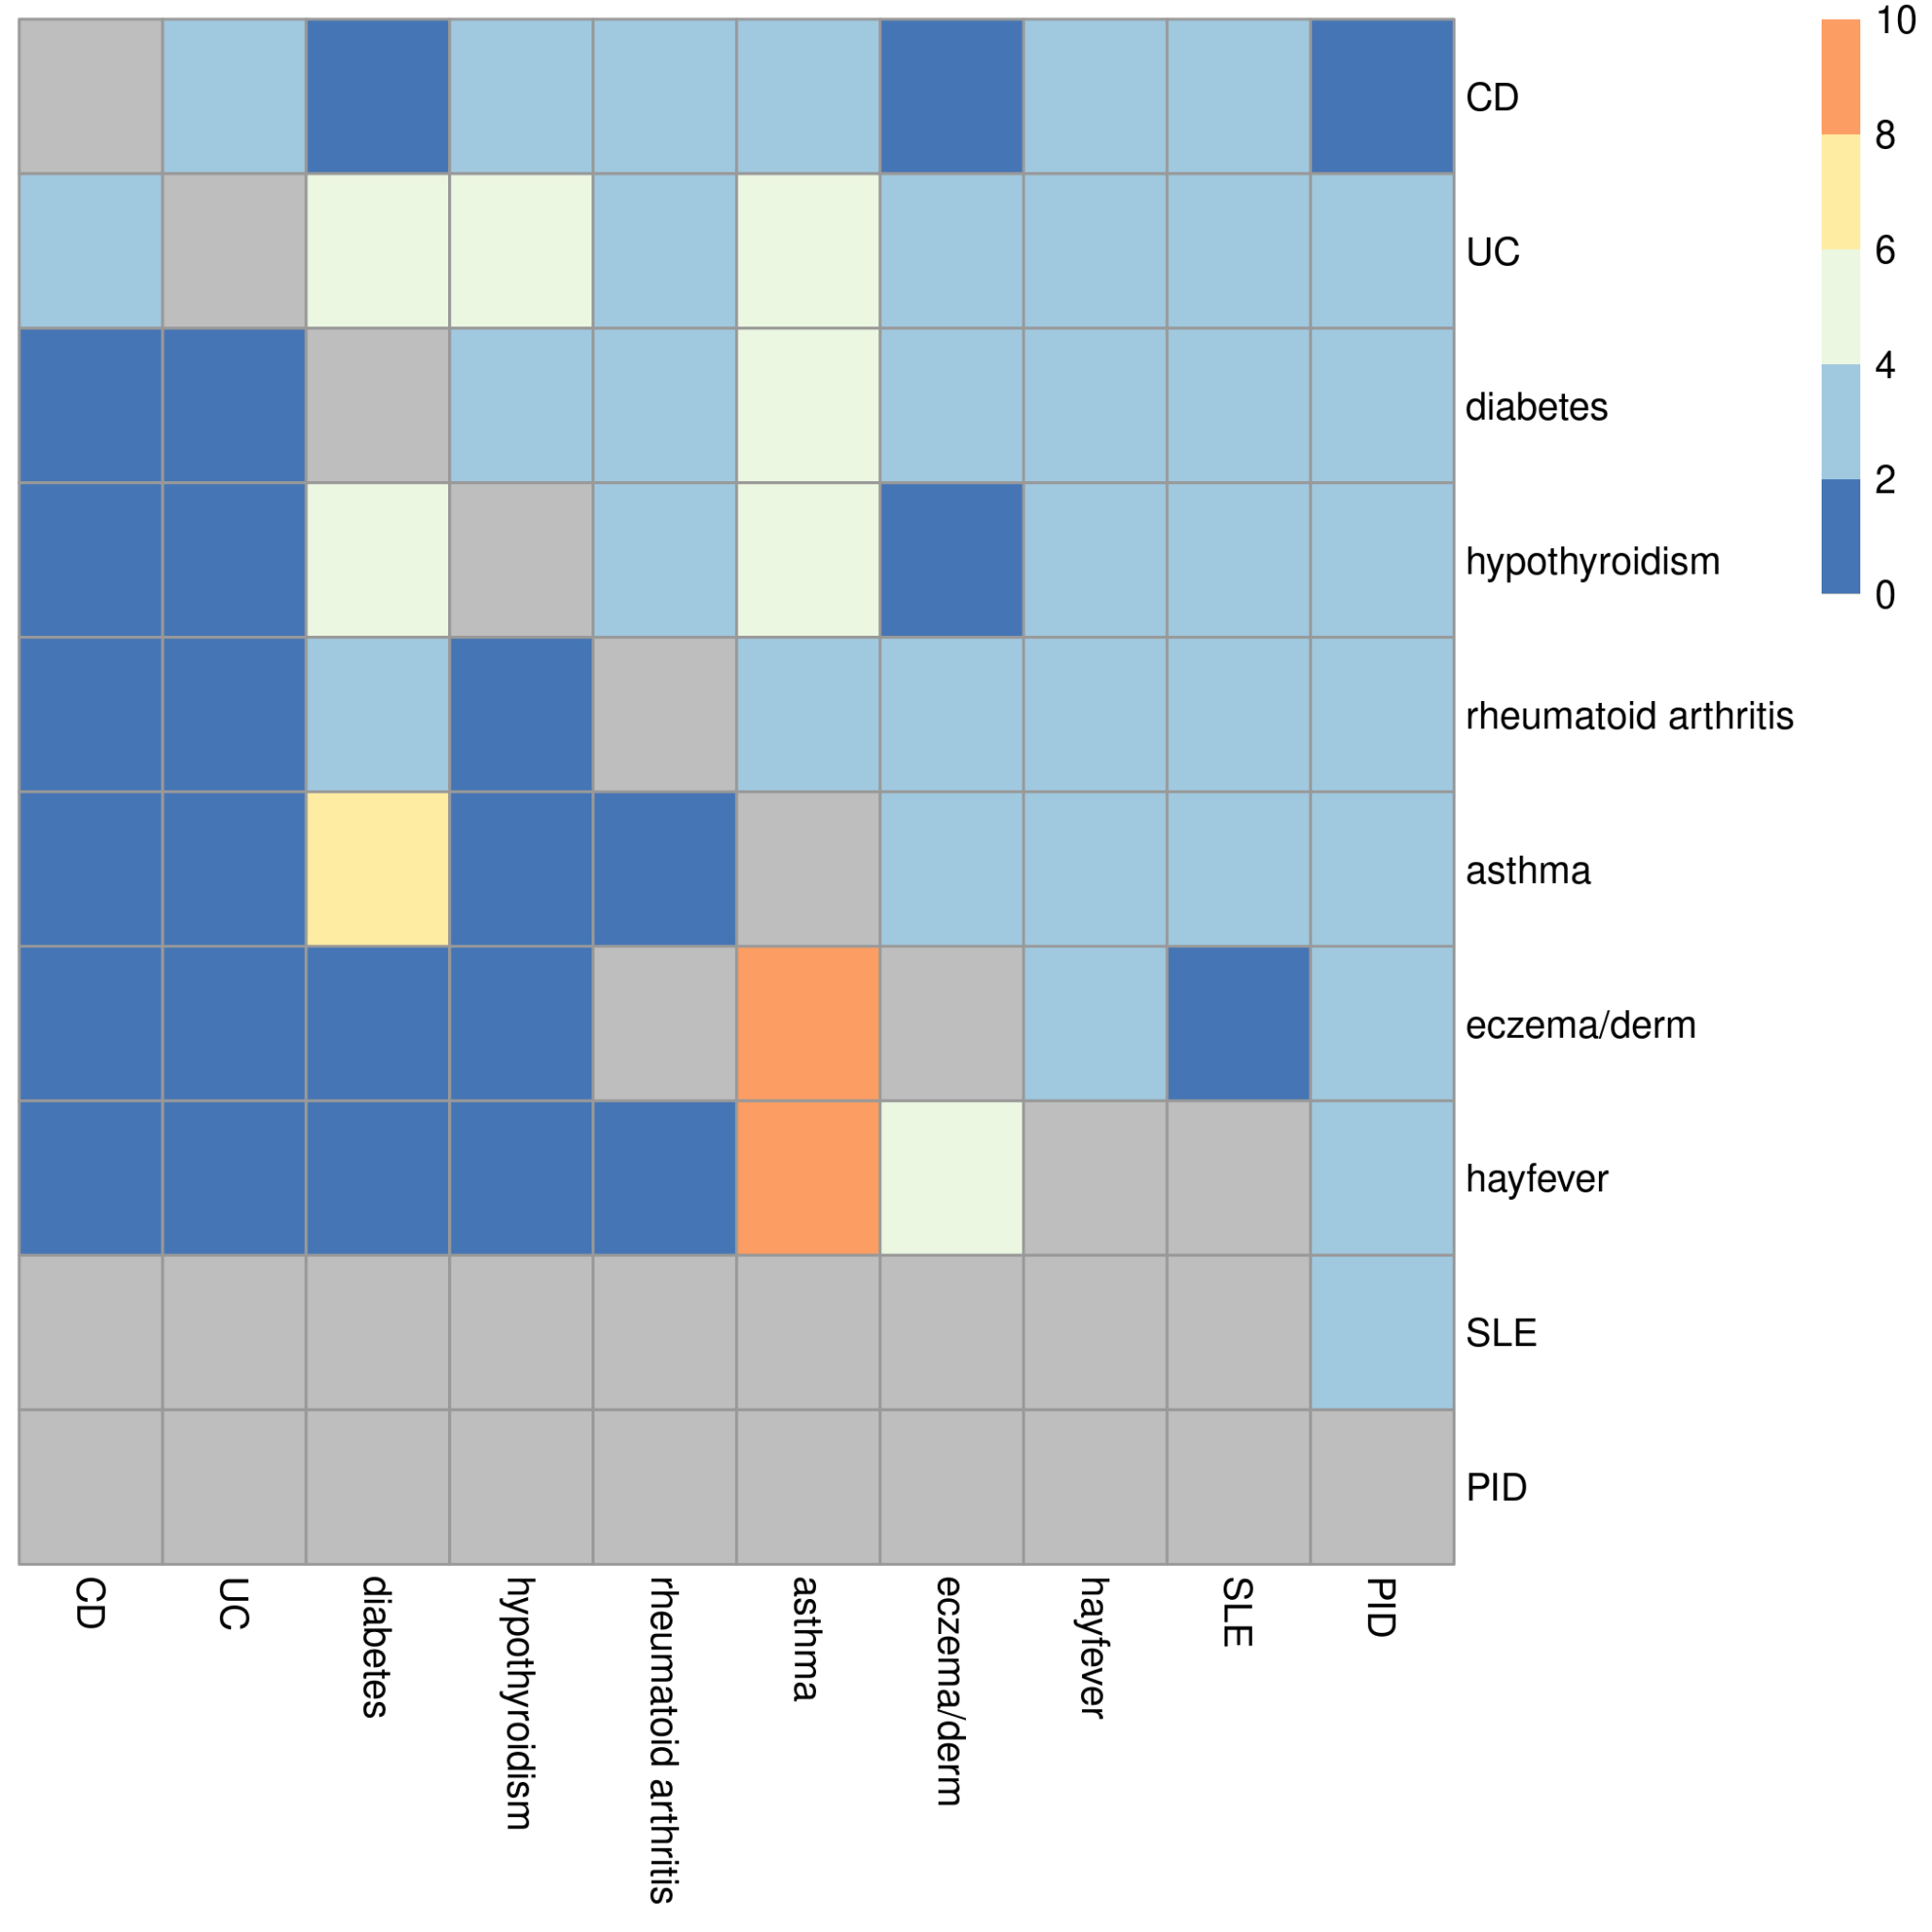 10
8
6
4
2
0
CD
UC
diabetes
hypothyroidism
rheumatoid arthritis
asthma
eczema/derm
hayfever
SLE
PID
CD
UC
diabetes
hypothyroidism
rheumatoid arthritis
asthma
eczema/derm
hayfever
SLE
PID